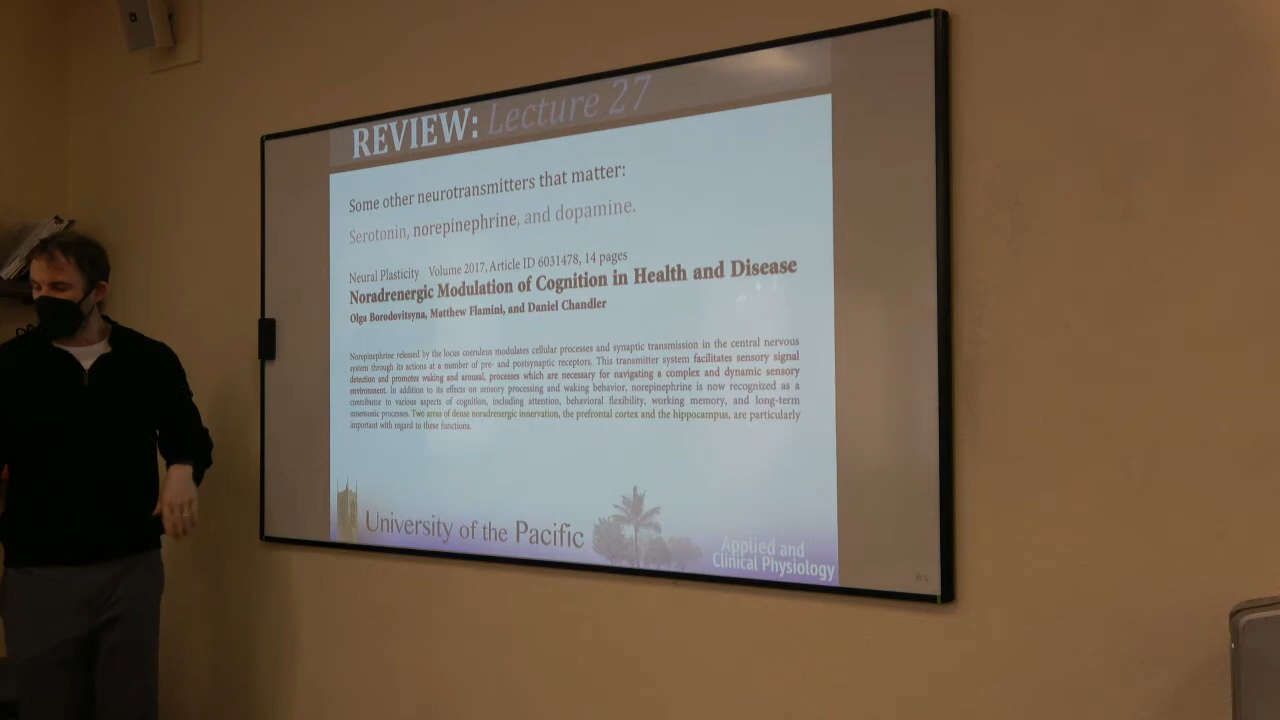 REVIEW: Lecture 27
Some other neurotransmitters that matter:
Serotonin, norepinephrine, and dopamine.
Neural Plasticity Volume 2017, Article ID 6031478, 14 pages
Noradrenergic Modulation of Cognition in Health and Disease
Olga Borodovitsyna, Matthew Flamini, and Daniel Chandler
Norepinephrine released by the locus coeruleus modulates cellular processes and synaptic transmission in the central nervous
system through its actions at a number of pre- and postsynaptic receptors. This transmitter system facilitates sensory signal
detection and promotes waking and arousal, processes which are necessary for navigating a complex and dynamic sensory
environment. In addition to its effects on sensory processing and waking behavior, norepinephrine is now recognized as a
contributor to various aspects of cognition, including attention, behavioral flexibility, working memory, and long-term
mnemonic processes. Two areas of dense noradrenergic innervation, the prefrontal cortex and the hippocampus, are particularly
important with regard to these functions.
University of the Pacific
Applied and
Clinical Physiology